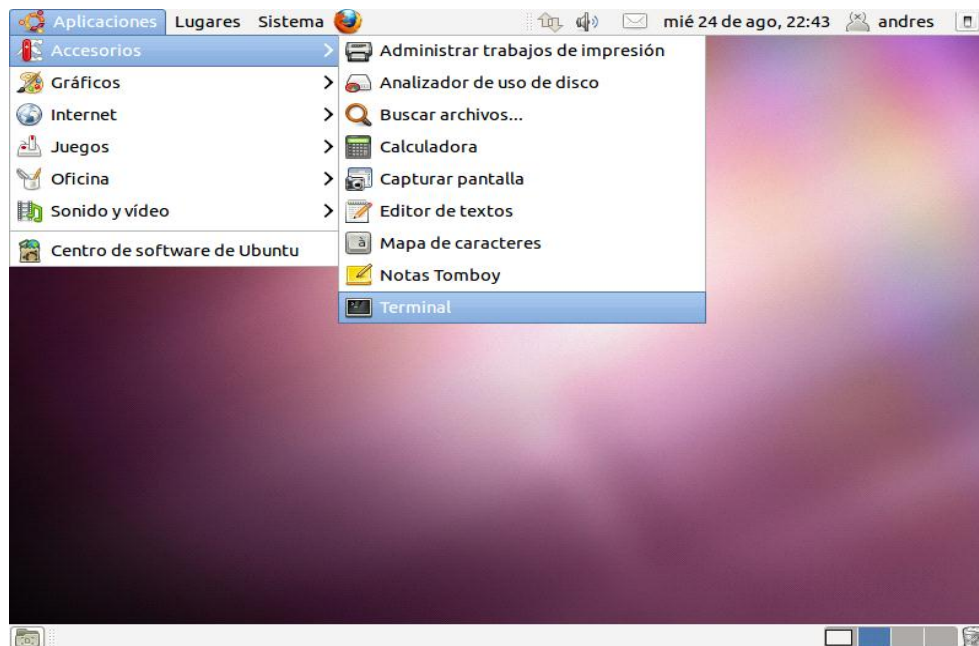 Aplicaciones Lugares Sistema mié 24 de ago, 22:43 andres
Accesorios
Gráficos
Internet
Juegos
Oficina
Sonido y vídeo
Centro de software de Ubuntu
Administrar trabajos de impresión
Analizador de uso de disco
Buscar archivos...
Calculadora
Capturar pantalla
Editor de textos
à Mapa de caracteres
Notas Tomboy
Terminal